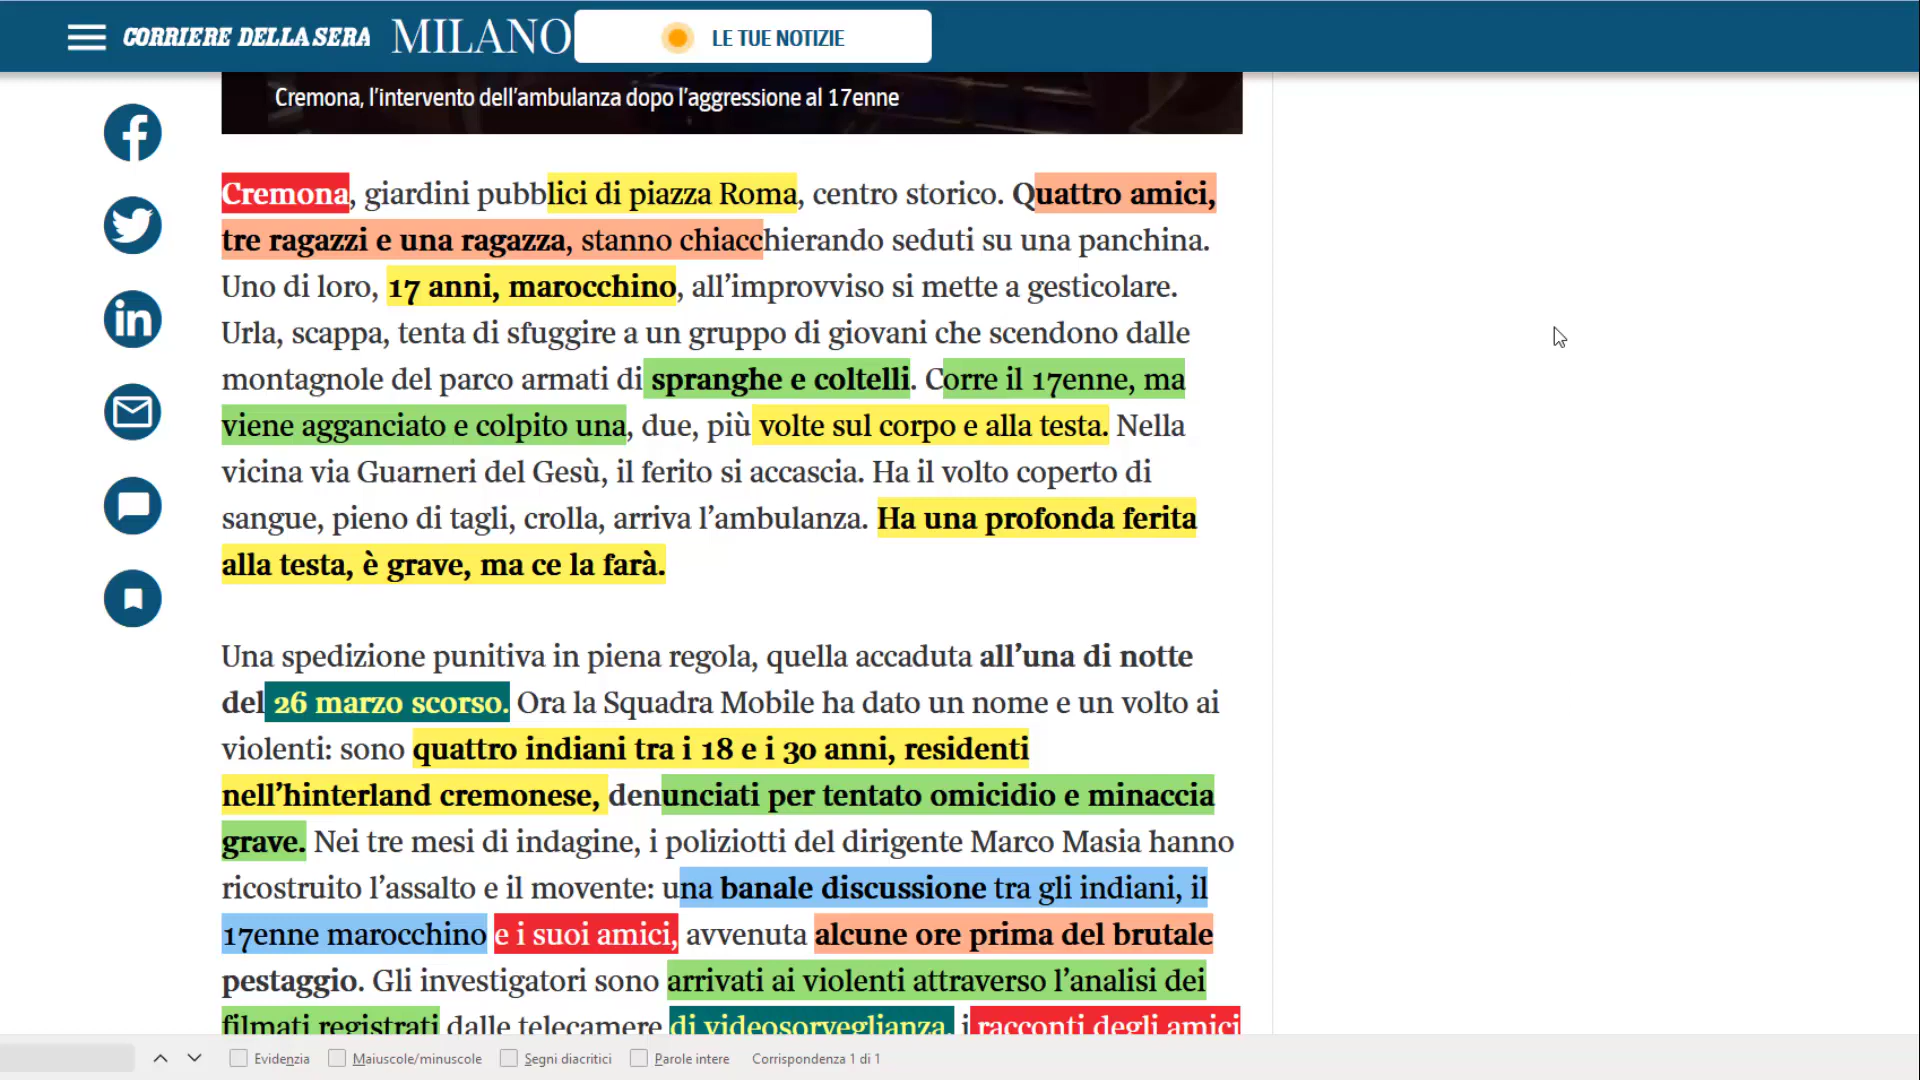 CORRIERE DELLA SERA MILANO
LE TUE NOTIZIE
Cremona, l’intervento dell’ambulanza dopo l’aggressione al 17enne
Cremona, giardini pubblici di piazza Roma, centro storico. Quattro amici,
tre ragazzi e una ragazza, stanno chiacchierando seduti su una panchina.
Uno di loro, 17 anni, marocchino, all’improvviso si mette a gesticolare.
Urla, scappa, tenta di sfuggire a un gruppo di giovani che scendono dalle
montagnole del parco armati di spranghe e coltelli. Corre il 17enne, ma
viene agganciato e colpito una, due, più volte sul corpo e alla testa. Nella
vicina via Guarneri del Gesù, il ferito si accascia. Ha il volto coperto di
sangue, pieno di tagli, crolla, arriva l’ambulanza. Ha una profonda ferita
alla testa, è grave, ma ce la farà.
Una spedizione punitiva in piena regola, quella accaduta all’una di notte
del 26 marzo scorso. Ora la Squadra Mobile ha dato un nome e un volto ai
violenti: sono quattro indiani tra i 18 e i 30 anni, residenti
nell’hinterland cremonese, denunciati per tentato omicidio e minaccia
grave. Nei tre mesi di indagine, i poliziotti del dirigente Marco Masia hanno
ricostruito l’assalto e il movente: una banale discussione tra gli indiani, il
17enne marocchino e i suoi amici, avvenuta alcune ore prima del brutale
pestaggio. Gli investigatori sono arrivati ai violenti attraverso l’analisi dei
filmati registrati dalle telecamere di videosorveglianza, i racconti degli amici
Evidenzia Maiuscole/minuscole Segni diacritici Parole intere Corrispondenza 1 di 1